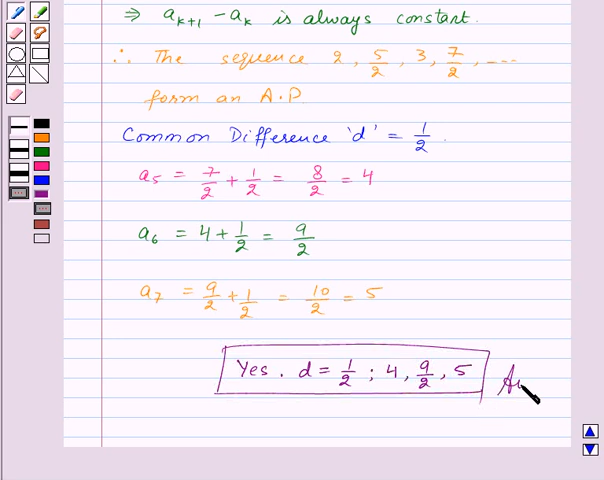 ⇒ a_{k+1} - a_k is always constant.
∴ The sequence 2, 5/2, 3, 7/2, ....
form an A.P.
Common Difference 'd' = 1/2.
a_5 = 7/2 + 1/2 = 8/2 = 4
a_6 = 4 + 1/2 = 9/2
a_7 = 9/2 + 1/2 = 10/2 = 5
Yes. d = 1/2 ; 4, 9/2, 5